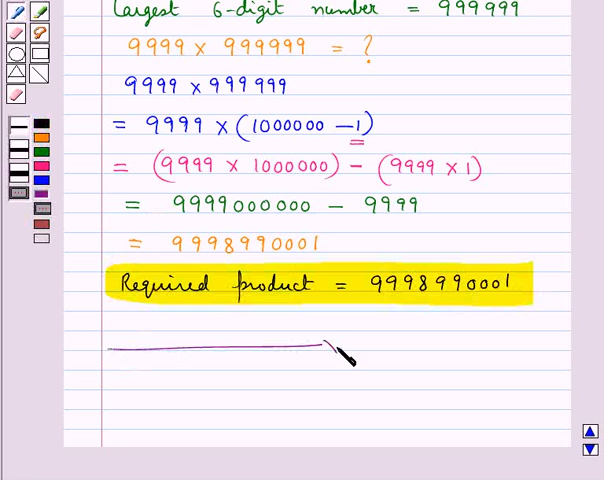 Largest 6-digit number = 999999
9999 × 999999 = ?
9999 × 999999
= 9999 × (1000000 – 1)
= (9999 × 1000000) – (9999 × 1)
= 9999000000 – 9999
= 9998990001
Required product = 9998990001